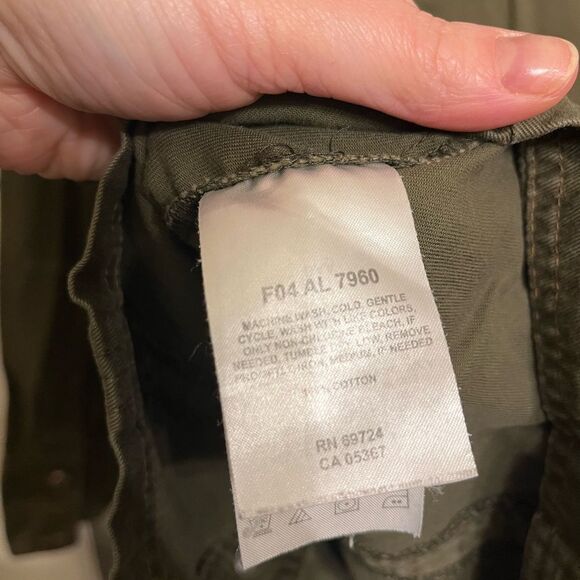 F04 AL 7960
MACHINE WASH, COLD, GENTLE
CYCLE, WASH WITH LIKE COLORS,
ONLY NON-CHLORINE BLEACH, IF
NEEDED, TUMBLE DRY LOW, REMOVE
PROMPTLY, IRON, MEDIUM, IF NEEDED
100% COTTON
RN 69724
CA 05367